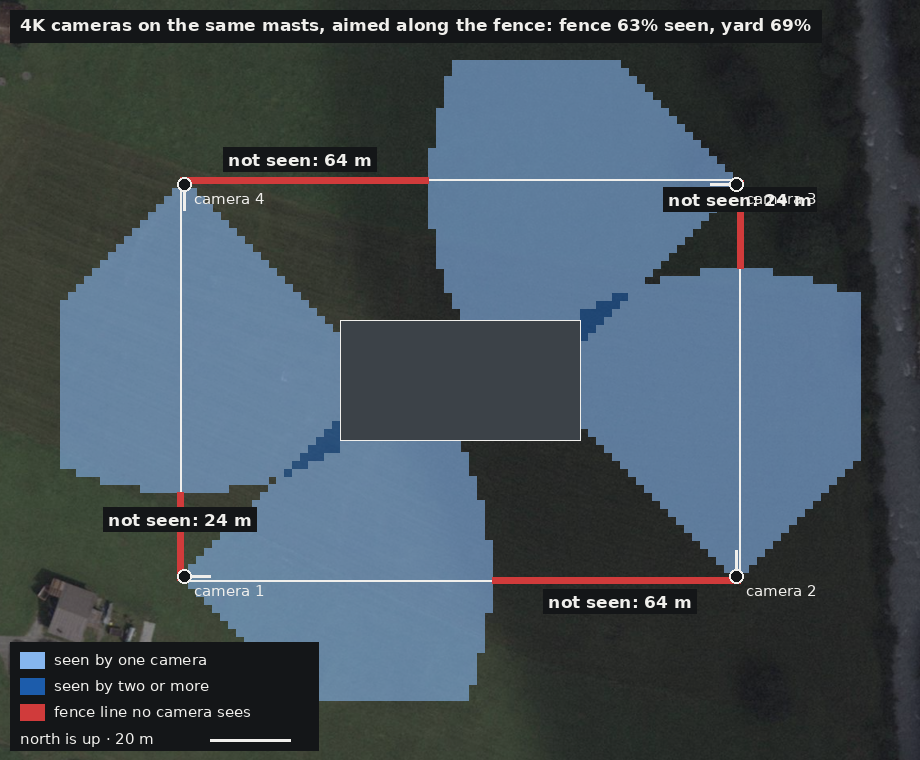 4K cameras on the same masts, aimed along the fence: fence 63% seen, yard 69%
not seen: 64 m
camera 4
not seen: 24 m
camera 3
not seen: 24 m
camera 1
camera 2
not seen: 64 m
seen by one camera
seen by two or more
fence line no camera sees
north is up · 20 m